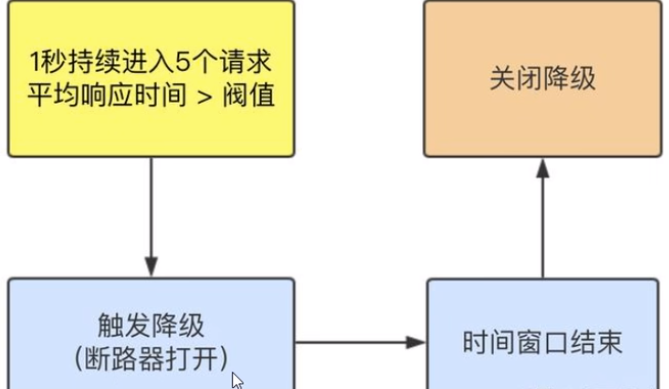 1秒持续进入5个请求
平均响应时间 > 阀值
关闭降级
触发降级
（断路器打开）
时间窗口结束